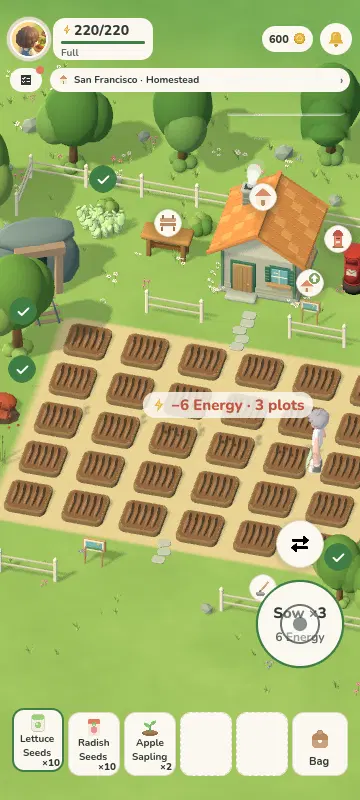 220/220
Full
600
San Francisco · Homestead
−6 Energy · 3 plots
Sow ×3
6 Energy
Lettuce
Seeds
×10
Radish
Seeds
×10
Apple
Sapling
×2
Bag